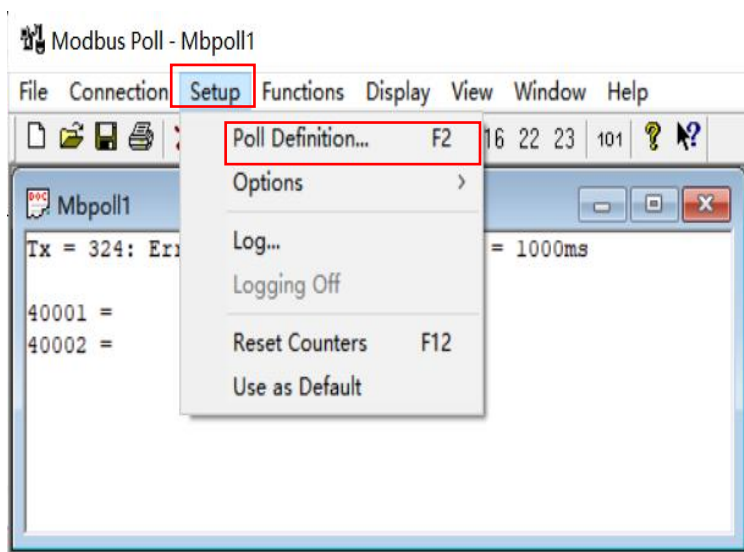 Modbus Poll - Mbpoll1
File Connection Setup Functions Display View Window Help
Poll Definition... F2 16 22 23 101
Options
Mbpoll1
Tx = 324: Err = 1000ms
Log...
Logging Off
40001 =
40002 =
Reset Counters F12
Use as Default